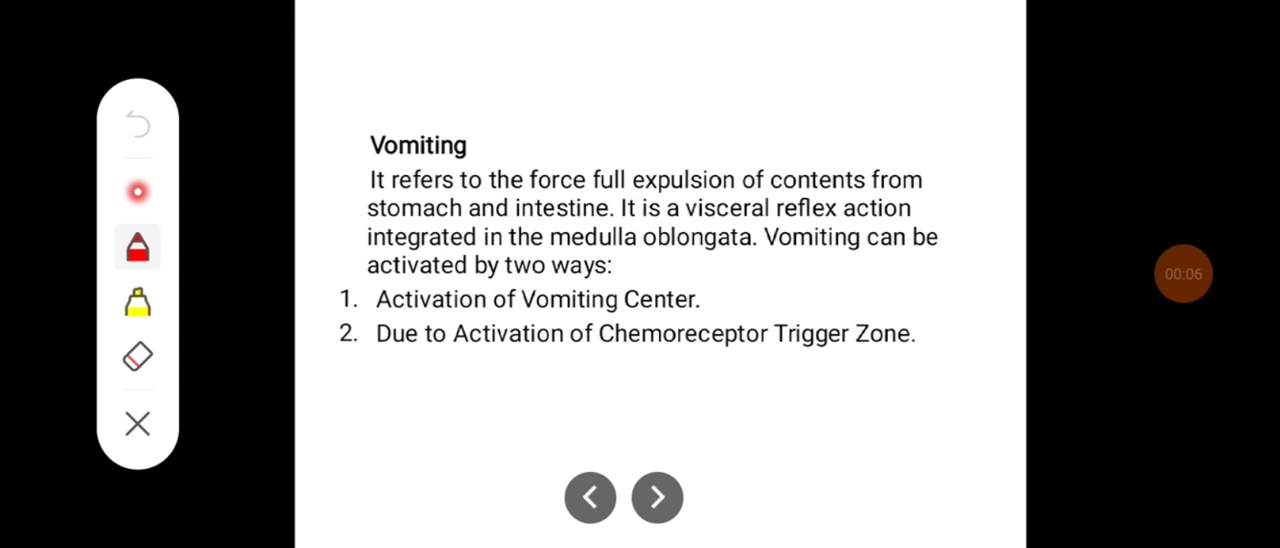 Vomiting
It refers to the force full expulsion of contents from
stomach and intestine. It is a visceral reflex action
integrated in the medulla oblongata. Vomiting can be
activated by two ways:
1. Activation of Vomiting Center.
2. Due to Activation of Chemoreceptor Trigger Zone.
00:06